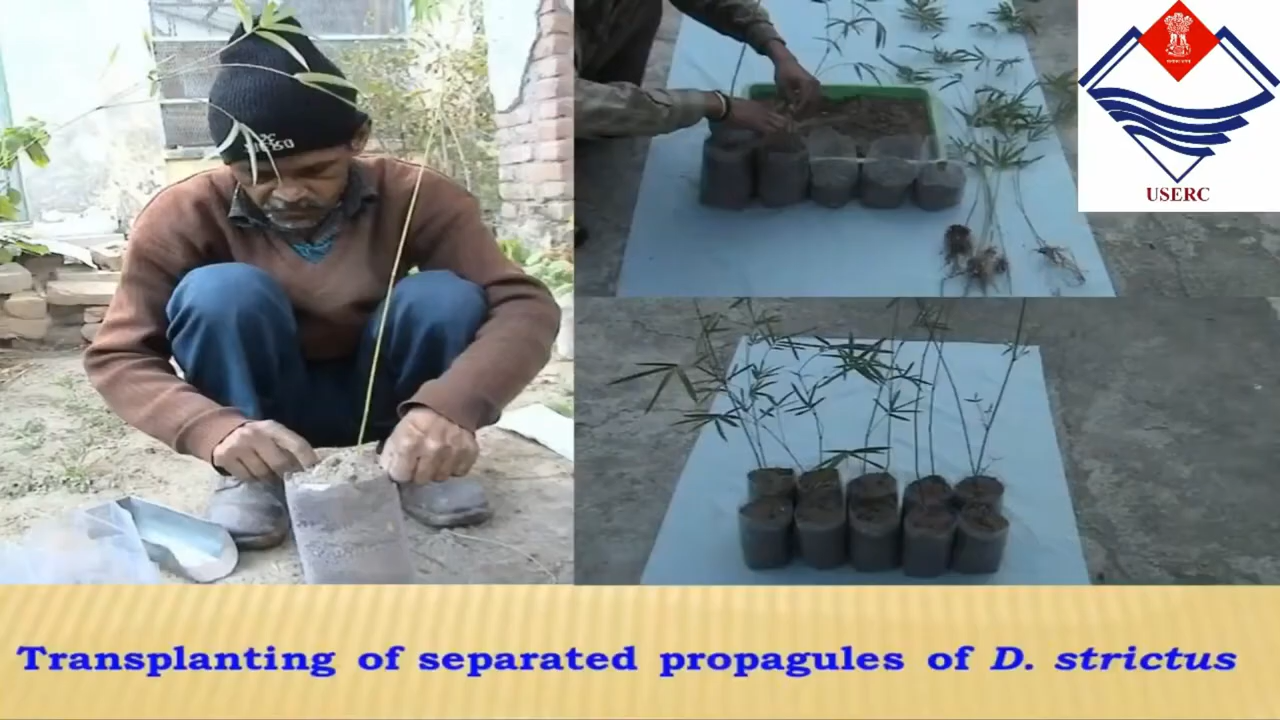 USERC
Transplanting of separated propagules of D. strictus